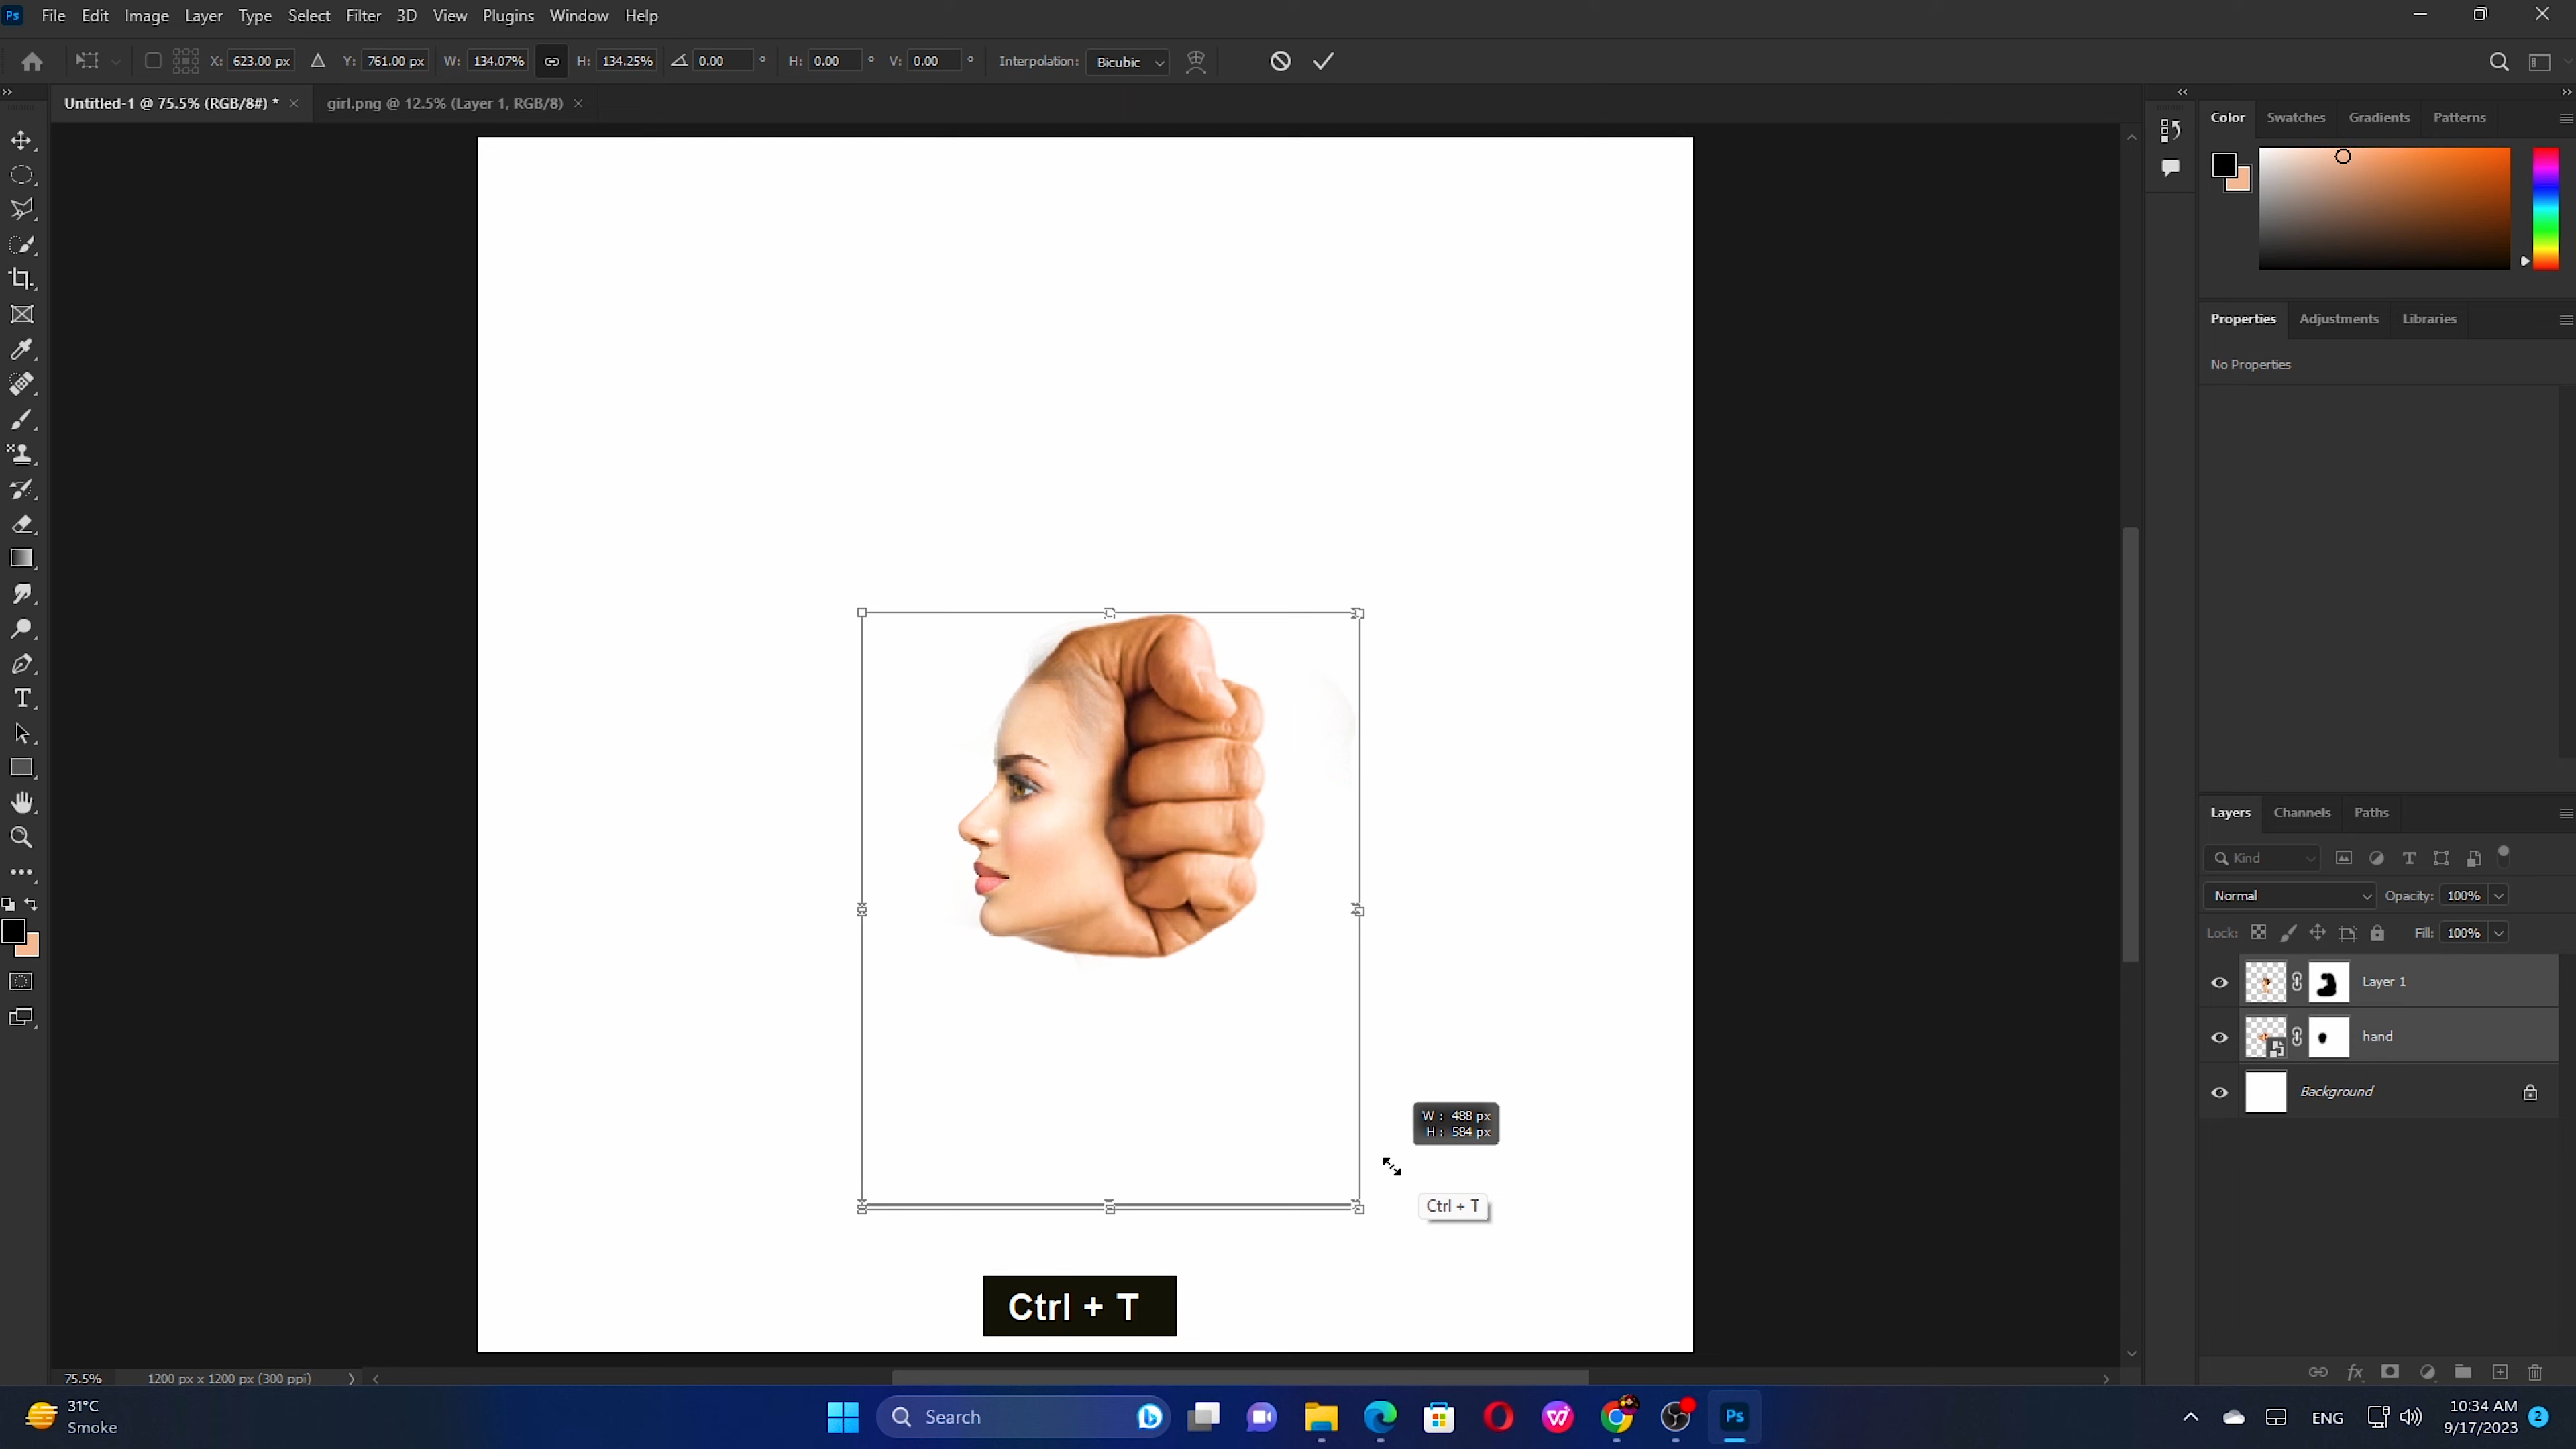 Ps File Edit Image Layer Type Select Filter 3D View Plugins Window Help
X: 623.00 px Y: 761.00 px W: 134.07% H: 134.25% 0.00 ° H: 0.00 ° V: 0.00 ° Interpolation: Bicubic
Untitled-1 @ 75.5% (RGB/8#) * × girl.png @ 12.5% (Layer 1, RGB/8) ×
Color Swatches Gradients Patterns
Properties Adjustments Libraries
No Properties
Layers Channels Paths
Kind
Normal Opacity: 100%
Lock: Fill: 100%
Layer 1
hand
Background
W : 488 px
H : 584 px
Ctrl + T
Ctrl + T
75.5% 1200 px x 1200 px (300 ppi)
31°C
Smoke
Search
Ps
ENG
10:34 AM
9/17/2023
2